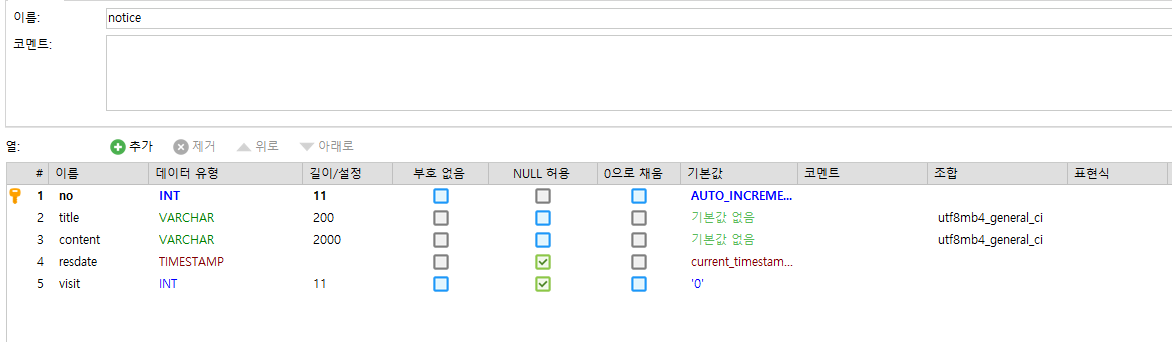 이름: notice
코멘트:
열: 추가 제거 위로 아래로
# 이름 데이터 유형 길이/설정 부호 없음 NULL 허용 0으로 채움 기본값 코멘트 조합 표현식
1 no INT 11 AUTO_INCREME...
2 title VARCHAR 200 기본값 없음 utf8mb4_general_ci
3 content VARCHAR 2000 기본값 없음 utf8mb4_general_ci
4 resdate TIMESTAMP current_timestam...
5 visit INT 11 '0'